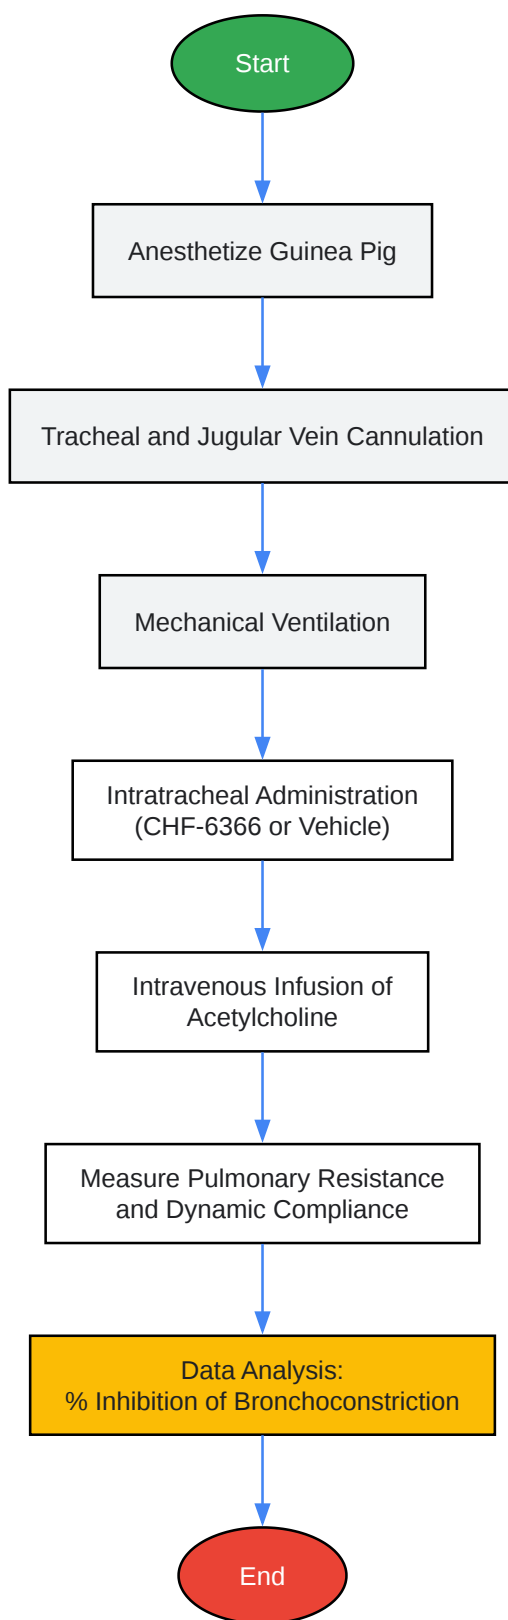 Start
Anesthetize Guinea Pig
Tracheal and Jugular Vein Cannulation
Mechanical Ventilation
Intratracheal Administration
(CHF-6366 or Vehicle)
Intravenous Infusion of
Acetylcholine
Measure Pulmonary Resistance
and Dynamic Compliance
Data Analysis:
% Inhibition of Bronchoconstriction
End